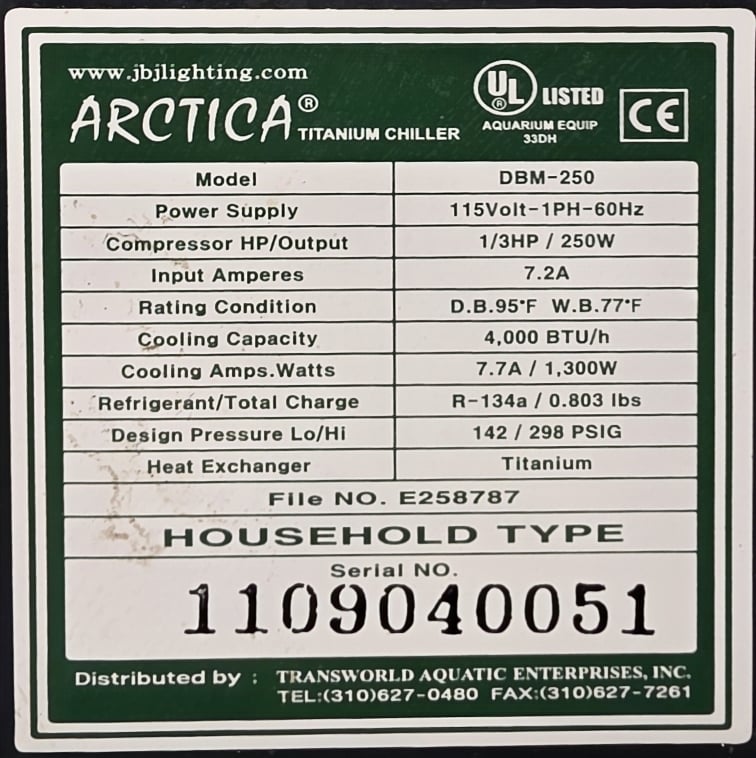 www.jbjlighting.com
ARCTICA® TITANIUM CHILLER
UL ® LISTED
AQUARIUM EQUIP
33DH
CE
Model DBM-250
Power Supply 115Volt-1PH-60Hz
Compressor HP/Output 1/3HP / 250W
Input Amperes 7.2A
Rating Condition D.B.95°F W.B.77°F
Cooling Capacity 4,000 BTU/h
Cooling Amps.Watts 7.7A / 1,300W
Refrigerant/Total Charge R-134a / 0.803 lbs
Design Pressure Lo/Hi 142 / 298 PSIG
Heat Exchanger Titanium
File NO. E258787
HOUSEHOLD TYPE
Serial NO.
1109040051
Distributed by : TRANSWORLD AQUATIC ENTERPRISES, INC.
TEL:(310)627-0480 FAX:(310)627-7261